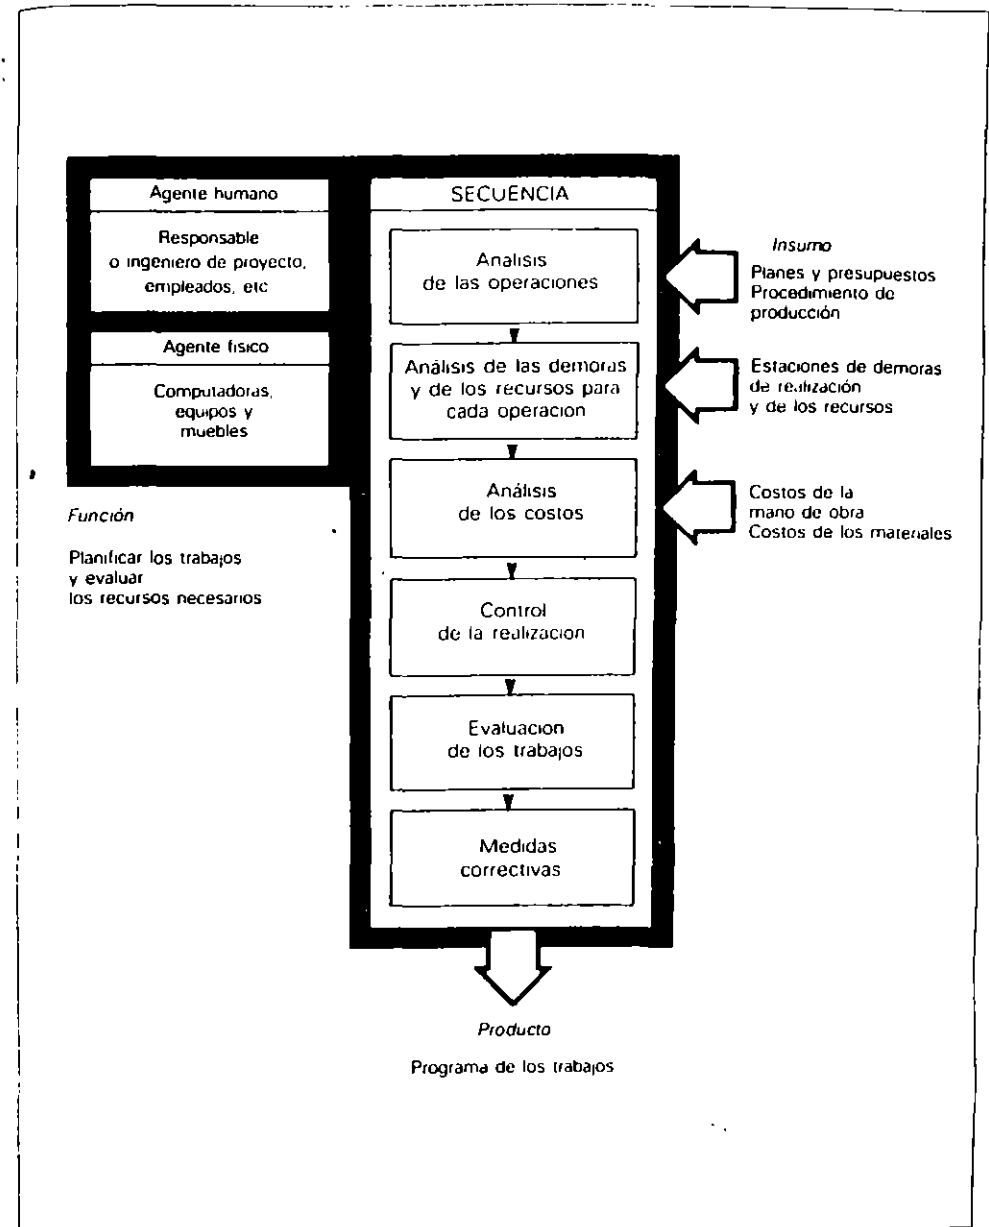 Agente humano
Responsable
o ingeniero de proyecto,
empleados, etc
Agente fisico
Computadoras,
equipos y
muebles
Función
Planificar los trabajos
y evaluar
los recursos necesarios
SECUENCIA
Analisis
de las operaciones
Análisis de las demoras
y de los recursos para
cada operacion
Análisis
de los costos
Control
de la realizacion
Evaluacion
de los trabajos
Medidas
correctivas
Insumo
Planes y presupuestos
Procedimiento de
producción
Estaciones de demoras
de realización
y de los recursos
Costos de la
mano de obra
Costos de los materiales
Producto
Programa de los trabajos